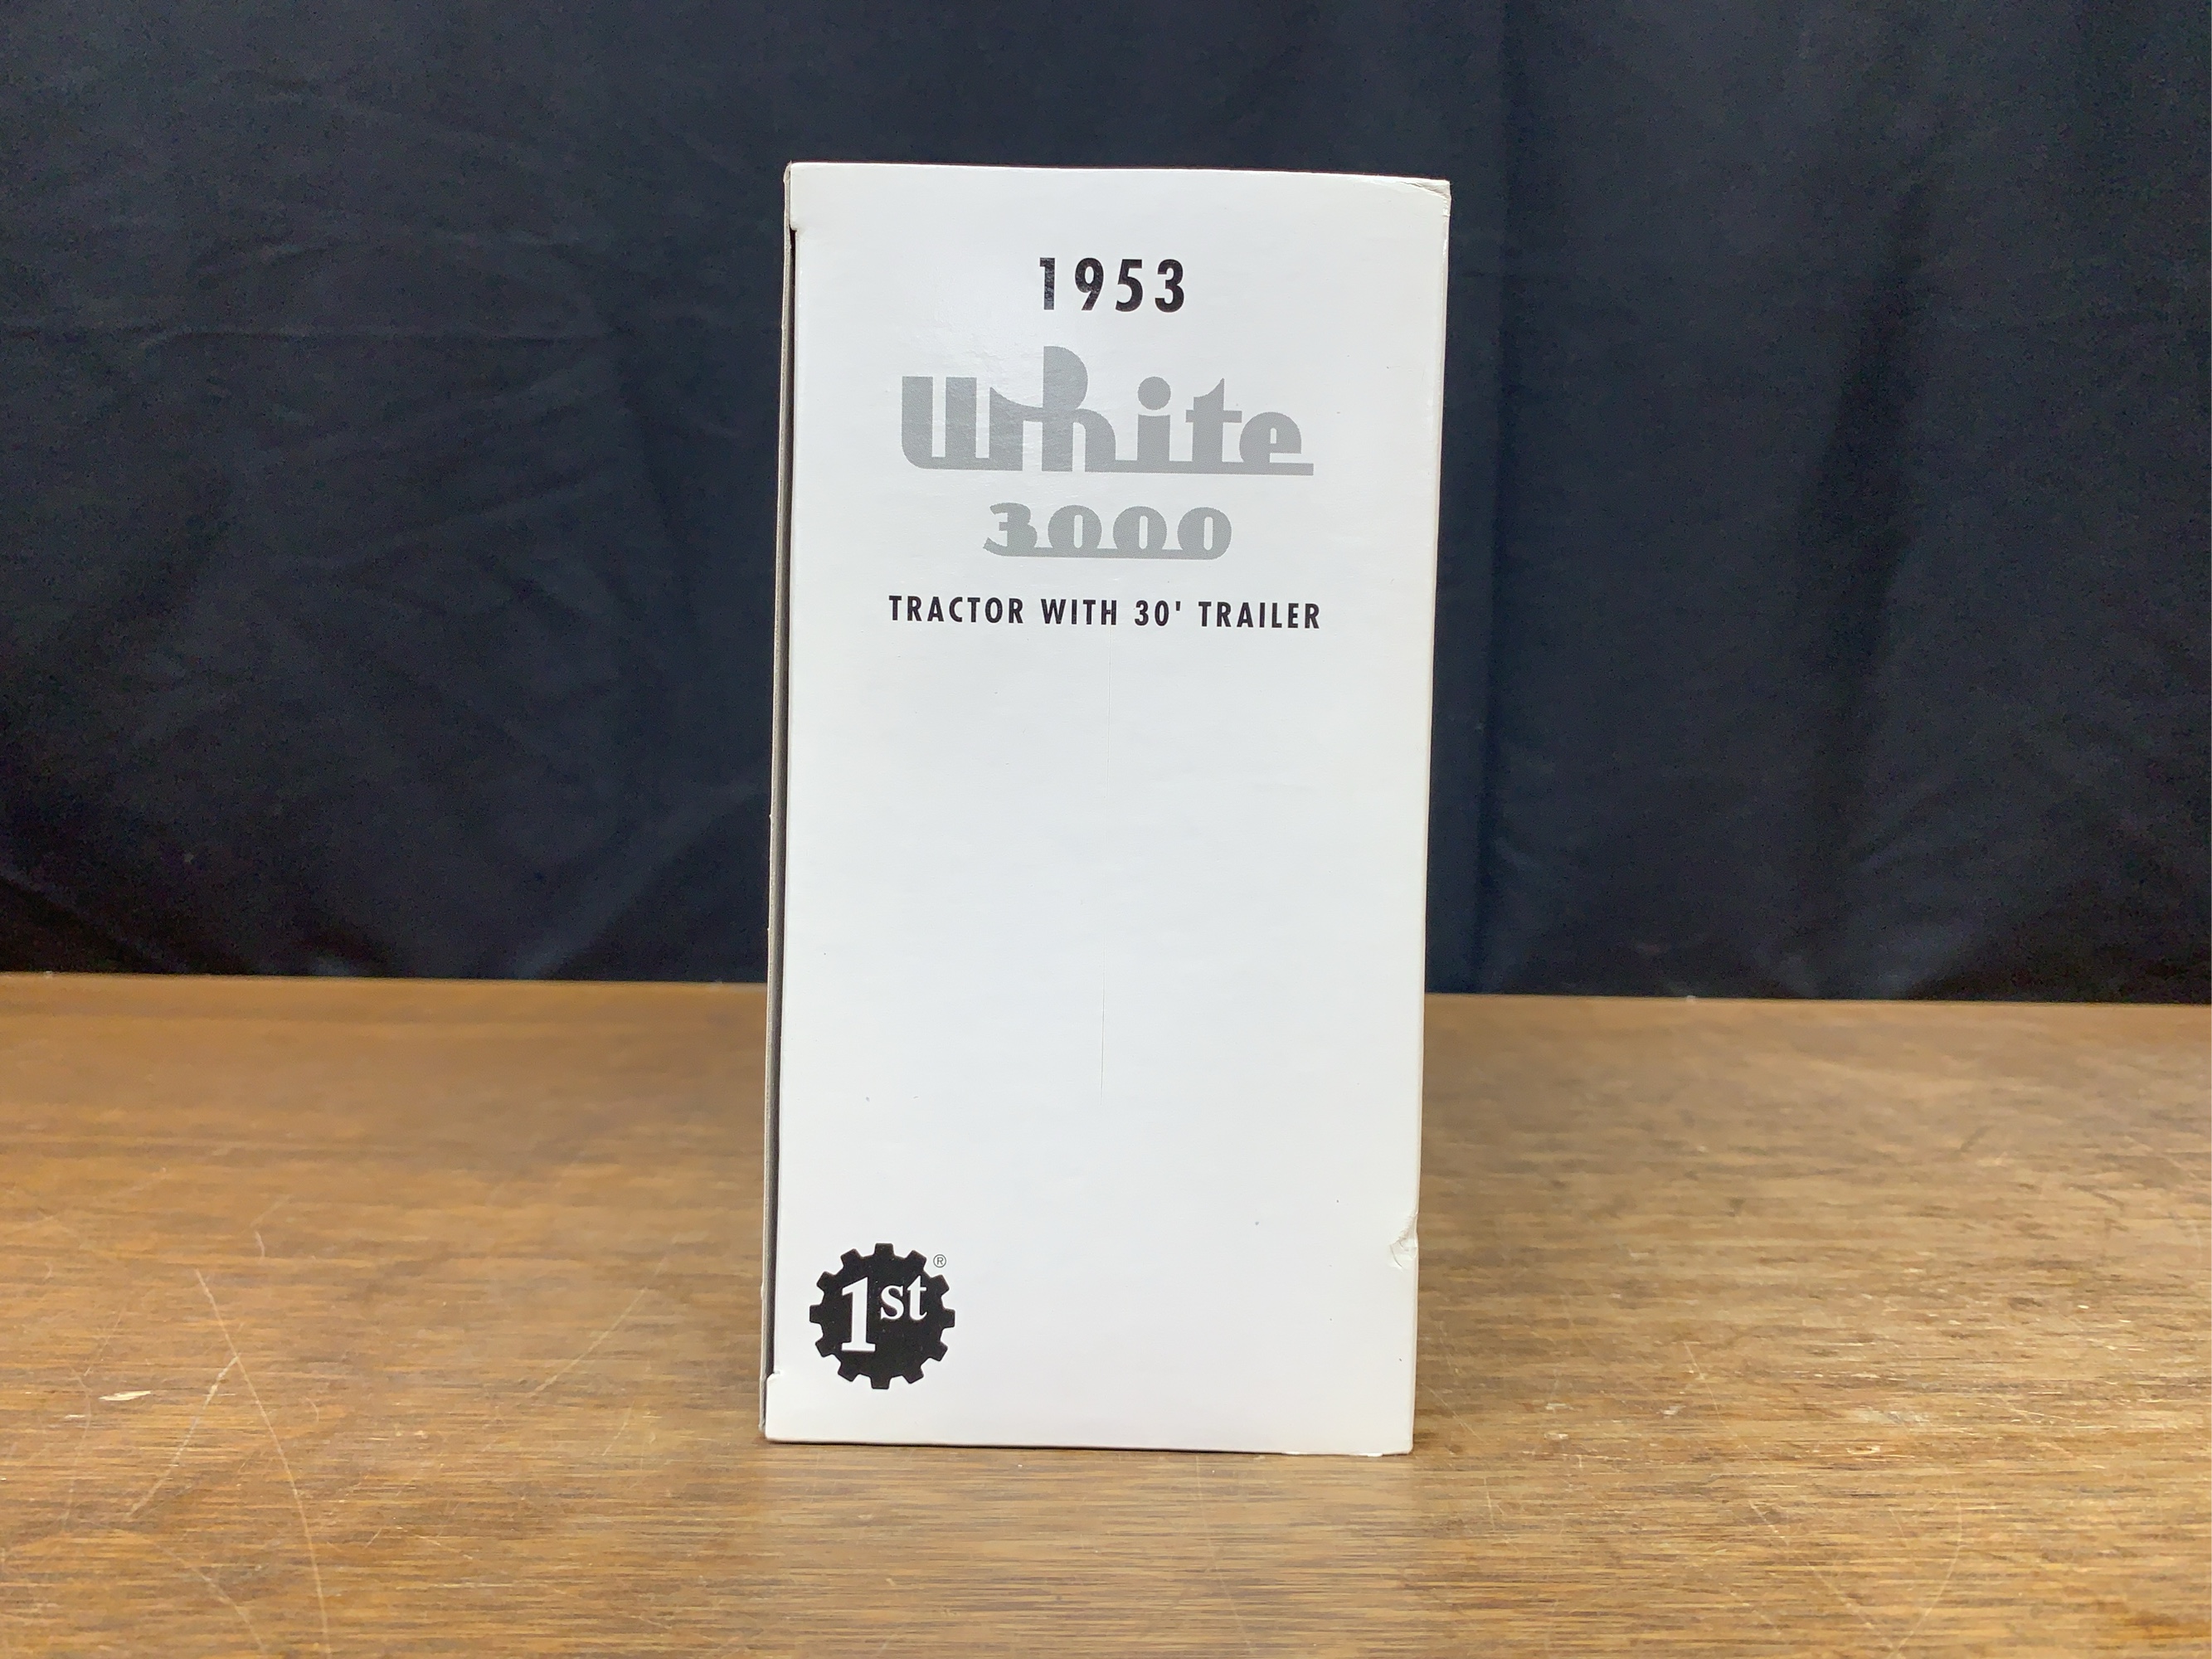 1953
White
3000
TRACTOR WITH 30' TRAILER
1st ®